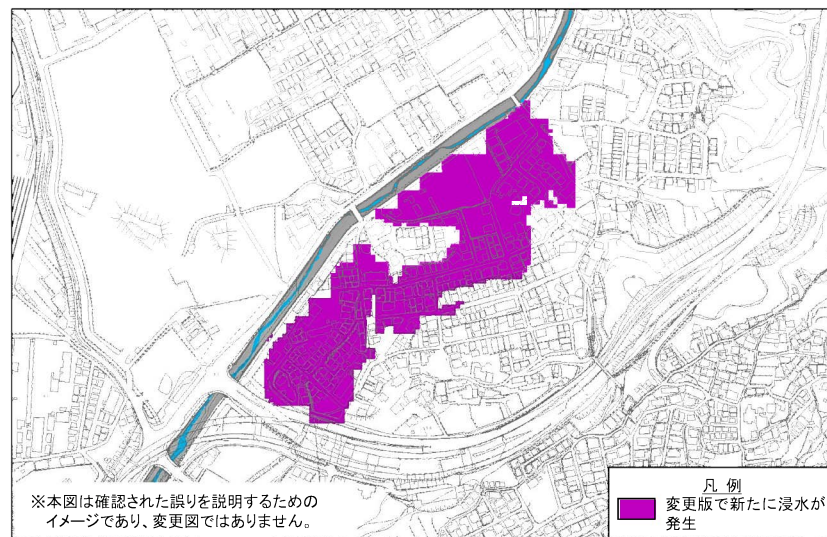 ※本図は確認された誤りを説明するための
イメージであり、変更図ではありません。
凡 例
変更版で新たに浸水が
発生